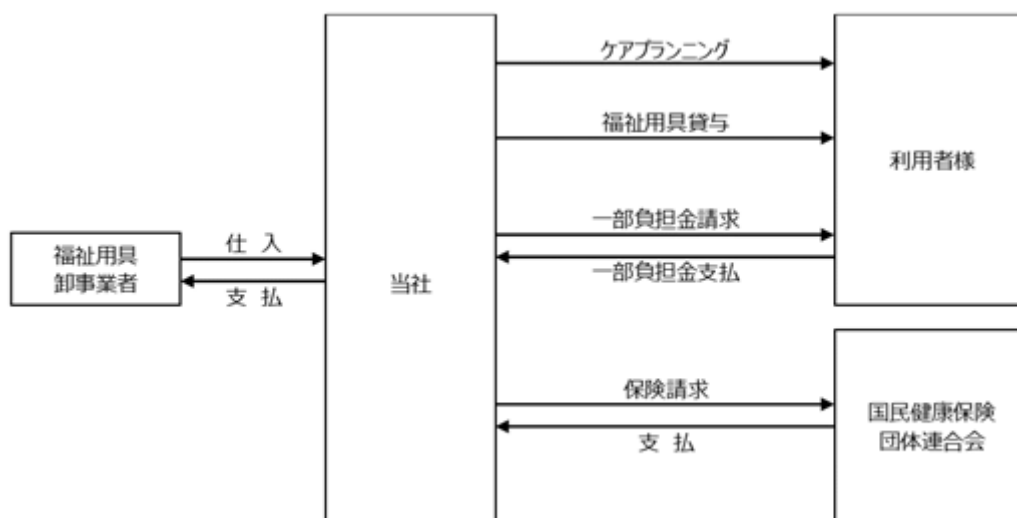 ケアプランニング
福祉用具貸与
利用者様
一部負担金請求
一部負担金支払
福祉用具
卸事業者
仕 入
支 払
当社
保険請求
支 払
国民健康保険
団体連合会